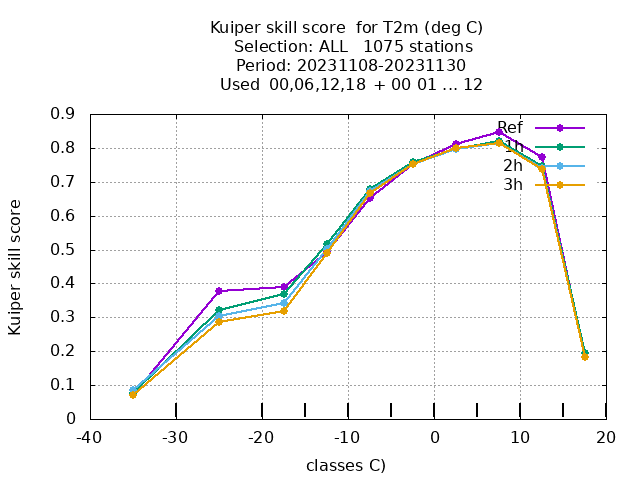 Kuiper skill score  for T2m (deg C)
Selection: ALL   1075 stations
Period: 20231108-20231130
Used  00,06,12,18  + 00 01 ... 12
Kuiper skill score
0.9
0.8
0.7
0.6
0.5
0.4
0.3
0.2
0.1
0
Ref
1h
2h
3h
-40 -30 -20 -10 0 10 20
classes C)